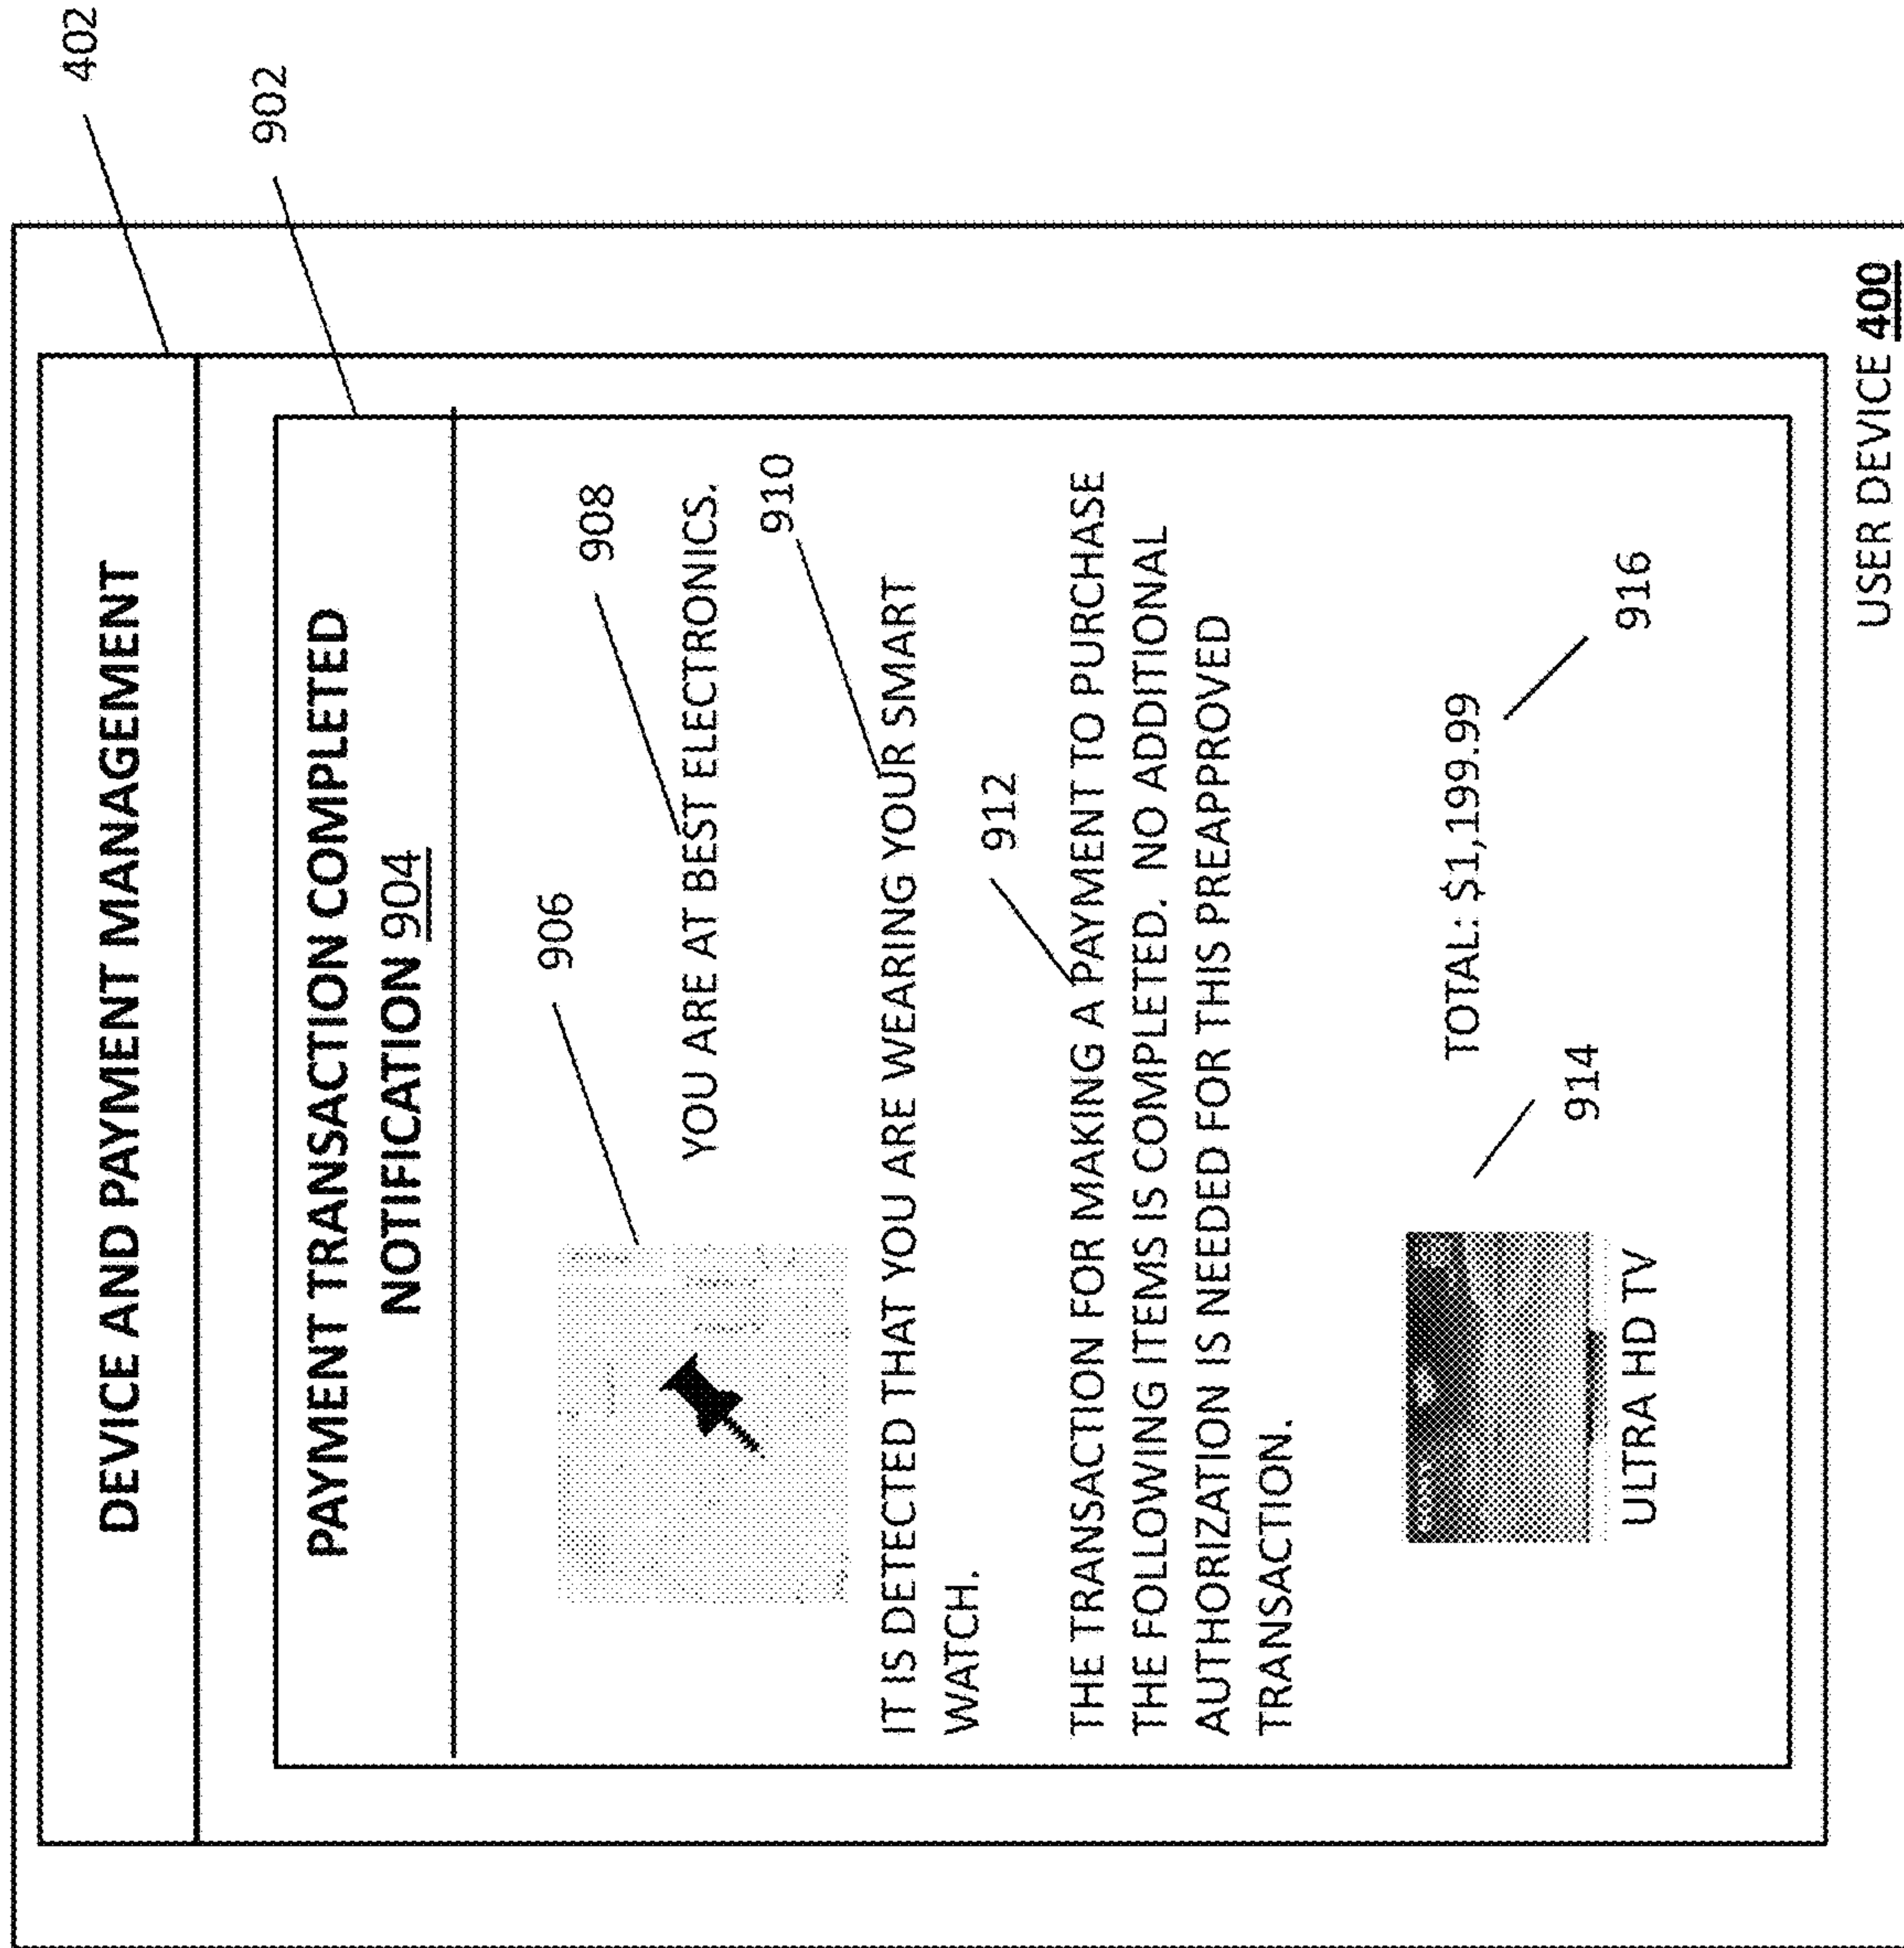 402
DEVICE AND PAYMENT MANAGEMENT
902
PAYMENT TRANSACTION COMPLETED
NOTIFICATION 904
906
908
YOU ARE AT BEST ELECTRONICS.
910
IT IS DETECTED THAT YOU ARE WEARING YOUR SMART
WATCH.
912
THE TRANSACTION FOR MAKING A PAYMENT TO PURCHASE
THE FOLLOWING ITEMS IS COMPLETED. NO ADDITIONAL
AUTHORIZATION IS NEEDED FOR THIS PREAPPROVED
TRANSACTION.
TOTAL: $1,199.99
914
916
ULTRA HD TV
USER DEVICE 400